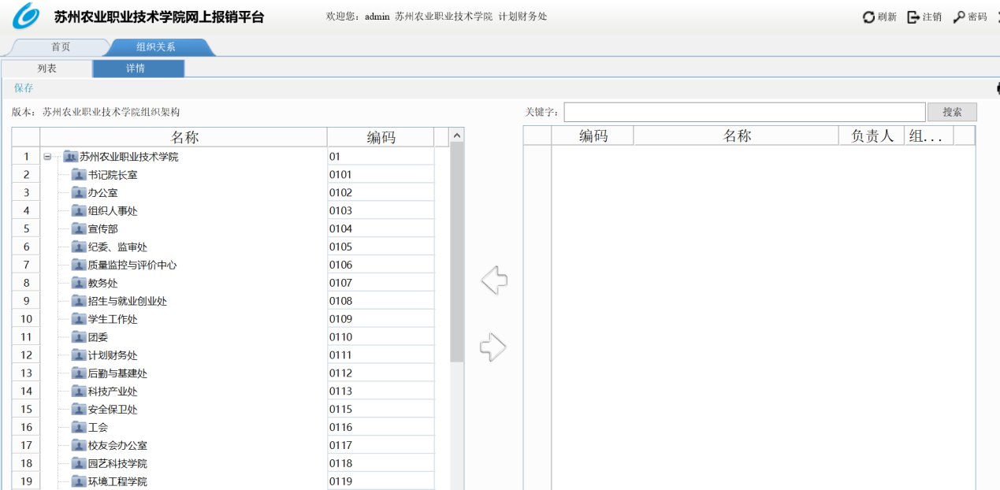 苏州农业职业技术学院网上报销平台 欢迎您：admin 苏州农业职业技术学院 计划财务处 刷新 注销 密码
首页 组织关系
列表 详情
保存
版本：苏州农业职业技术学院组织架构 关键字： 搜索
名称 编码 编码 名称 负责人 组...
1 苏州农业职业技术学院 01
2 书记院长室 0101
3 办公室 0102
4 组织人事处 0103
5 宣传部 0104
6 纪委、监审处 0105
7 质量监控与评价中心 0106
8 教务处 0107
9 招生与就业创业处 0108
10 学生工作处 0109
11 团委 0110
12 计划财务处 0111
13 后勤与基建处 0112
14 科技产业处 0113
15 安全保卫处 0115
16 工会 0116
17 校友会办公室 0117
18 园艺科技学院 0118
19 环境工程学院 0119